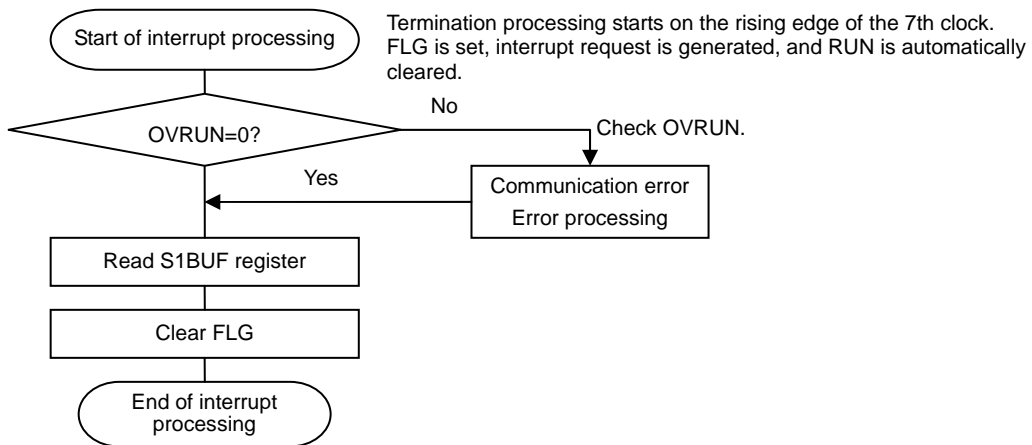 Start of interrupt processing
Termination processing starts on the rising edge of the 7th clock.
FLG is set, interrupt request is generated, and RUN is automatically
cleared.
No
OVRUN=0?
Check OVRUN.
Yes
Communication error
Error processing
Read S1BUF register
Clear FLG
End of interrupt
processing